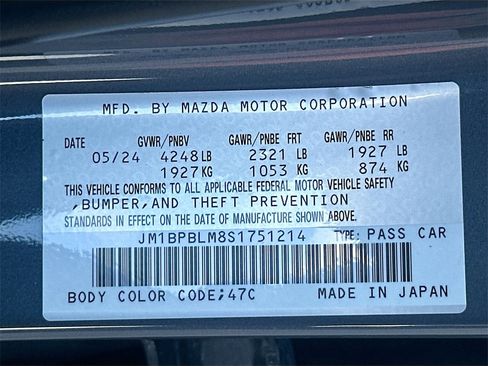 MFD. BY MAZDA MOTOR CORPORATION
DATE GVWR/PNBV GAWR/PNBE FRT GAWR/PNBE RR
05/24 4248LB 2321 LB 1927 LB
1927KG 1053 KG 874 KG
THIS VEHICLE CONFORMS TO ALL APPLICABLE FEDERAL MOTOR VEHICLE SAFETY
,BUMPER,AND THEFT PREVENTION
STANDARDS IN EFFECT ON THE DATE OF MANUFACTURE SHOWN ABOVE.
JM1BPBLM8S1751214 TYPE: PASS CAR
BODY COLOR CODE;47C MADE IN JAPAN